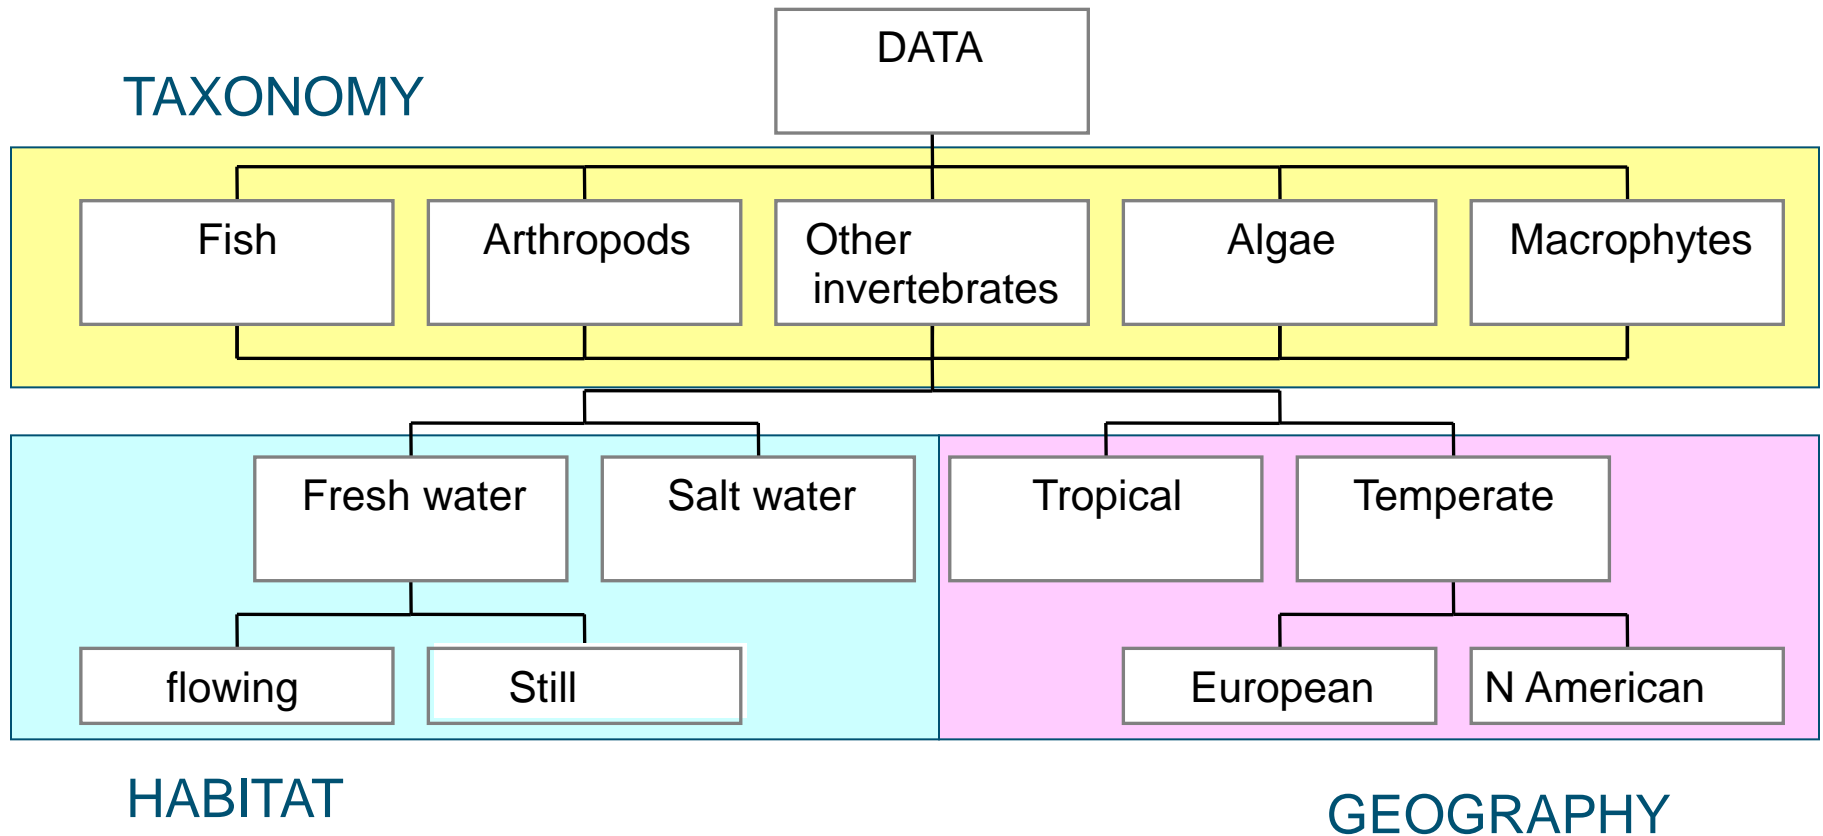 DATA
TAXONOMY
Fish
Arthropods
Other
invertebrates
Algae
Macrophytes
Fresh water
Salt water
Tropical
Temperate
flowing
Still
European
N American
HABITAT
GEOGRAPHY